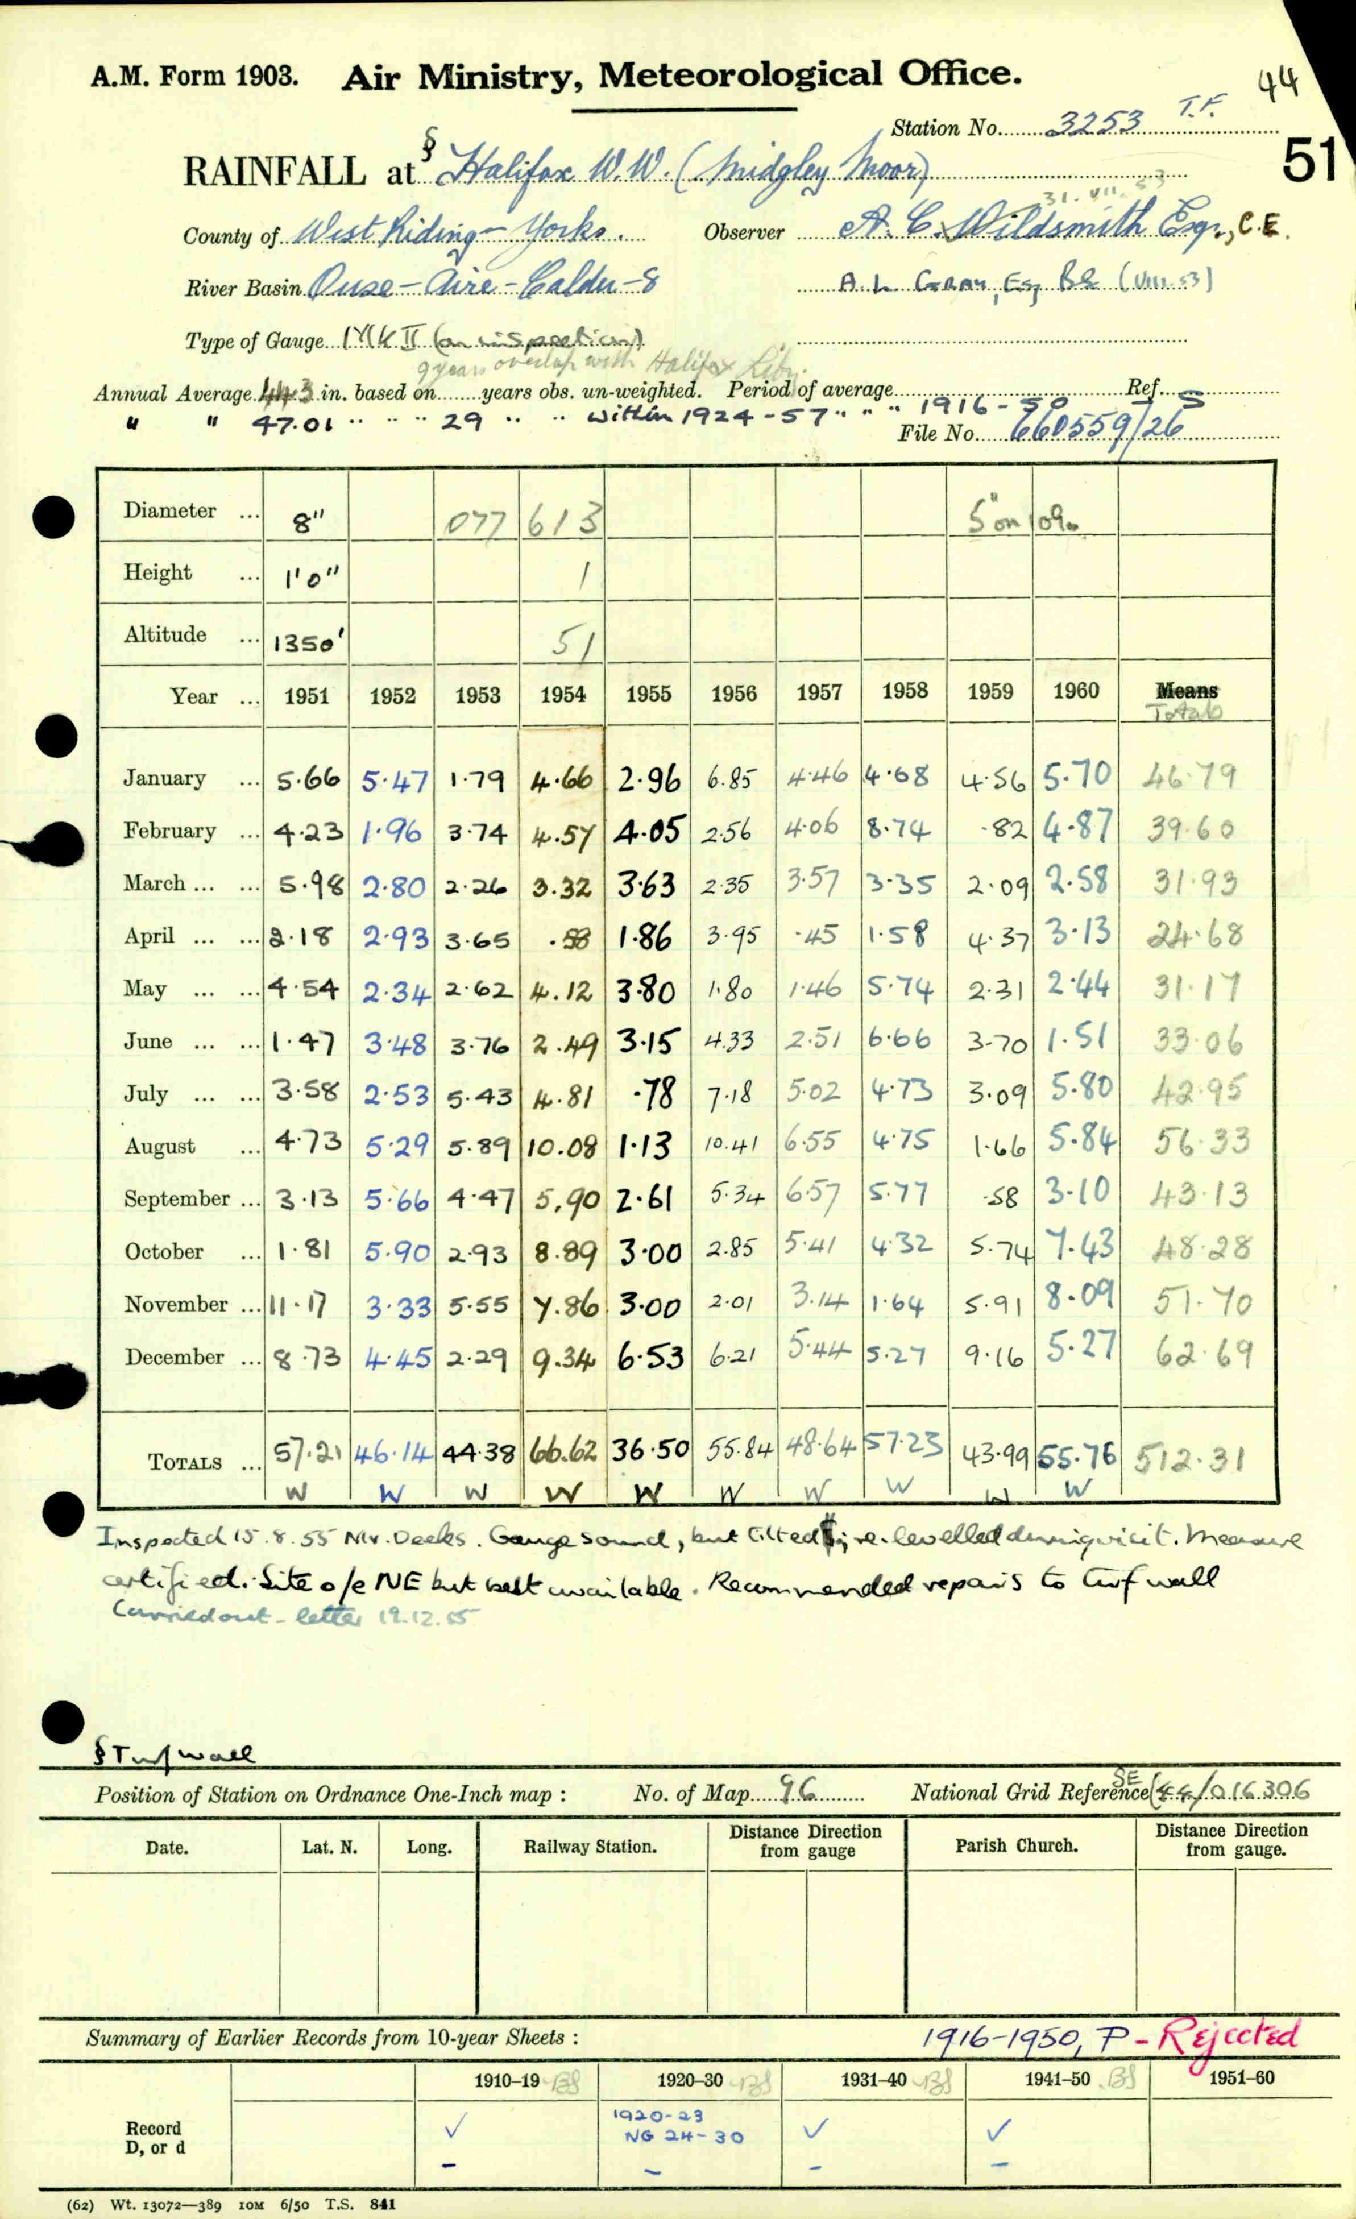 44
A.M. Form 1903. Air Ministry, Meteorological Office.
Station No. 3253 T.F.
51
RAINFALL at § Halifax W.W. (Midgley Moor)
31.VII.53
County of West Riding - Yorks. Observer A. C. Wildsmith Esqr., C.E.
River Basin Ouse - Aire - Calder - 8 A. L. GRAY, Esq BSc (VIII.53)
Type of Gauge MK II (on inspection)
9 years overlap with Halifax Liby.
Annual Average 443 in. based on years obs. un-weighted. Period of average Ref. S
" " 47.01 " " " 29 " " within 1924-57 " " " 1916-50
File No. 660559/26
Diameter ... 8" 077 613 5" on 1090
Height ... 1'0" 1
Altitude ... 1350' 51
Year ... 1951 1952 1953 1954 1955 1956 1957 1958 1959 1960 Means
Totals
January ... 5.66 5.47 1.79 4.66 2.96 6.85 4.46 4.68 4.56 5.70 46.79
February ... 4.23 1.96 3.74 4.57 4.05 2.56 4.06 8.74 .82 4.87 39.60
March ... ... 5.98 2.80 2.26 3.32 3.63 2.35 3.57 3.35 2.09 2.58 31.93
April ... ... 2.18 2.93 3.65 .58 1.86 3.95 .45 1.58 4.37 3.13 24.68
May ... ... 4.54 2.34 2.62 4.12 3.80 1.80 1.46 5.74 2.31 2.44 31.17
June ... ... 1.47 3.48 3.76 2.49 3.15 4.33 2.51 6.66 3.70 1.51 33.06
July ... ... 3.58 2.53 5.43 4.81 .78 7.18 5.02 4.73 3.09 5.80 42.95
August ... 4.73 5.29 5.89 10.08 1.13 10.41 6.55 4.75 1.66 5.84 56.33
September ... 3.13 5.66 4.47 5.90 2.61 5.34 6.57 5.77 .58 3.10 43.13
October ... 1.81 5.90 2.93 8.89 3.00 2.85 5.41 4.32 5.74 7.43 48.28
November ... 11.17 3.33 5.55 7.86 3.00 2.01 3.14 1.64 5.91 8.09 51.70
December ... 8.73 4.45 2.29 9.34 6.53 6.21 5.44 5.27 9.16 5.27 62.69
TOTALS ... 57.21 46.14 44.38 66.62 36.50 55.84 48.64 57.23 43.99 55.76 512.31
W W W W W W W W W W
Inspected 15.8.55 Mr. Deeks. Gauge sound, but tilted; re-levelled during visit. Measure
certified. Site o/e NE but best available. Recommended repairs to turf wall
Carried out - letter 19.12.55
§ Turf wall
Position of Station on Ordnance One-Inch map : No. of Map 96 National Grid Reference SE (44/016306
Date. Lat. N. Long. Railway Station. Distance from gauge Direction Parish Church. Distance from gauge. Direction
Summary of Earlier Records from 10-year Sheets : 1916-1950, P - Rejected
1910–19 BS 1920–30 BS 1931–40 BS 1941–50 BS 1951–60
Record ✓ 1920-23 ✓ ✓
D, or d NG 24-30
- - - -
(62) Wt. 13072—389 10M 6/50 T.S. 841